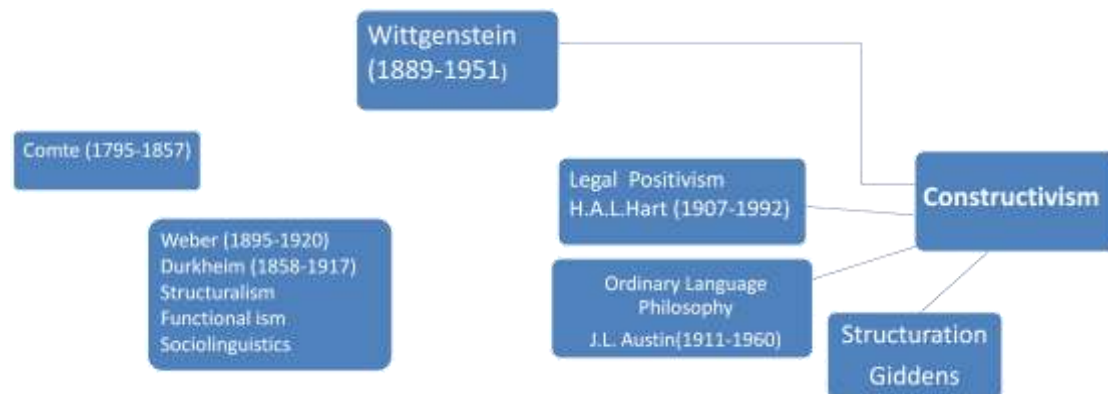 Wittgenstein
(1889-1951)
Comte (1795-1857)
Legal Positivism
H.A.L.Hart (1907-1992)
Constructivism
Weber (1895-1920)
Durkheim (1858-1917)
Structuralism
Functional ism
Sociolinguistics
Ordinary Language
Philosophy
J.L. Austin(1911-1960)
Structuration
Giddens